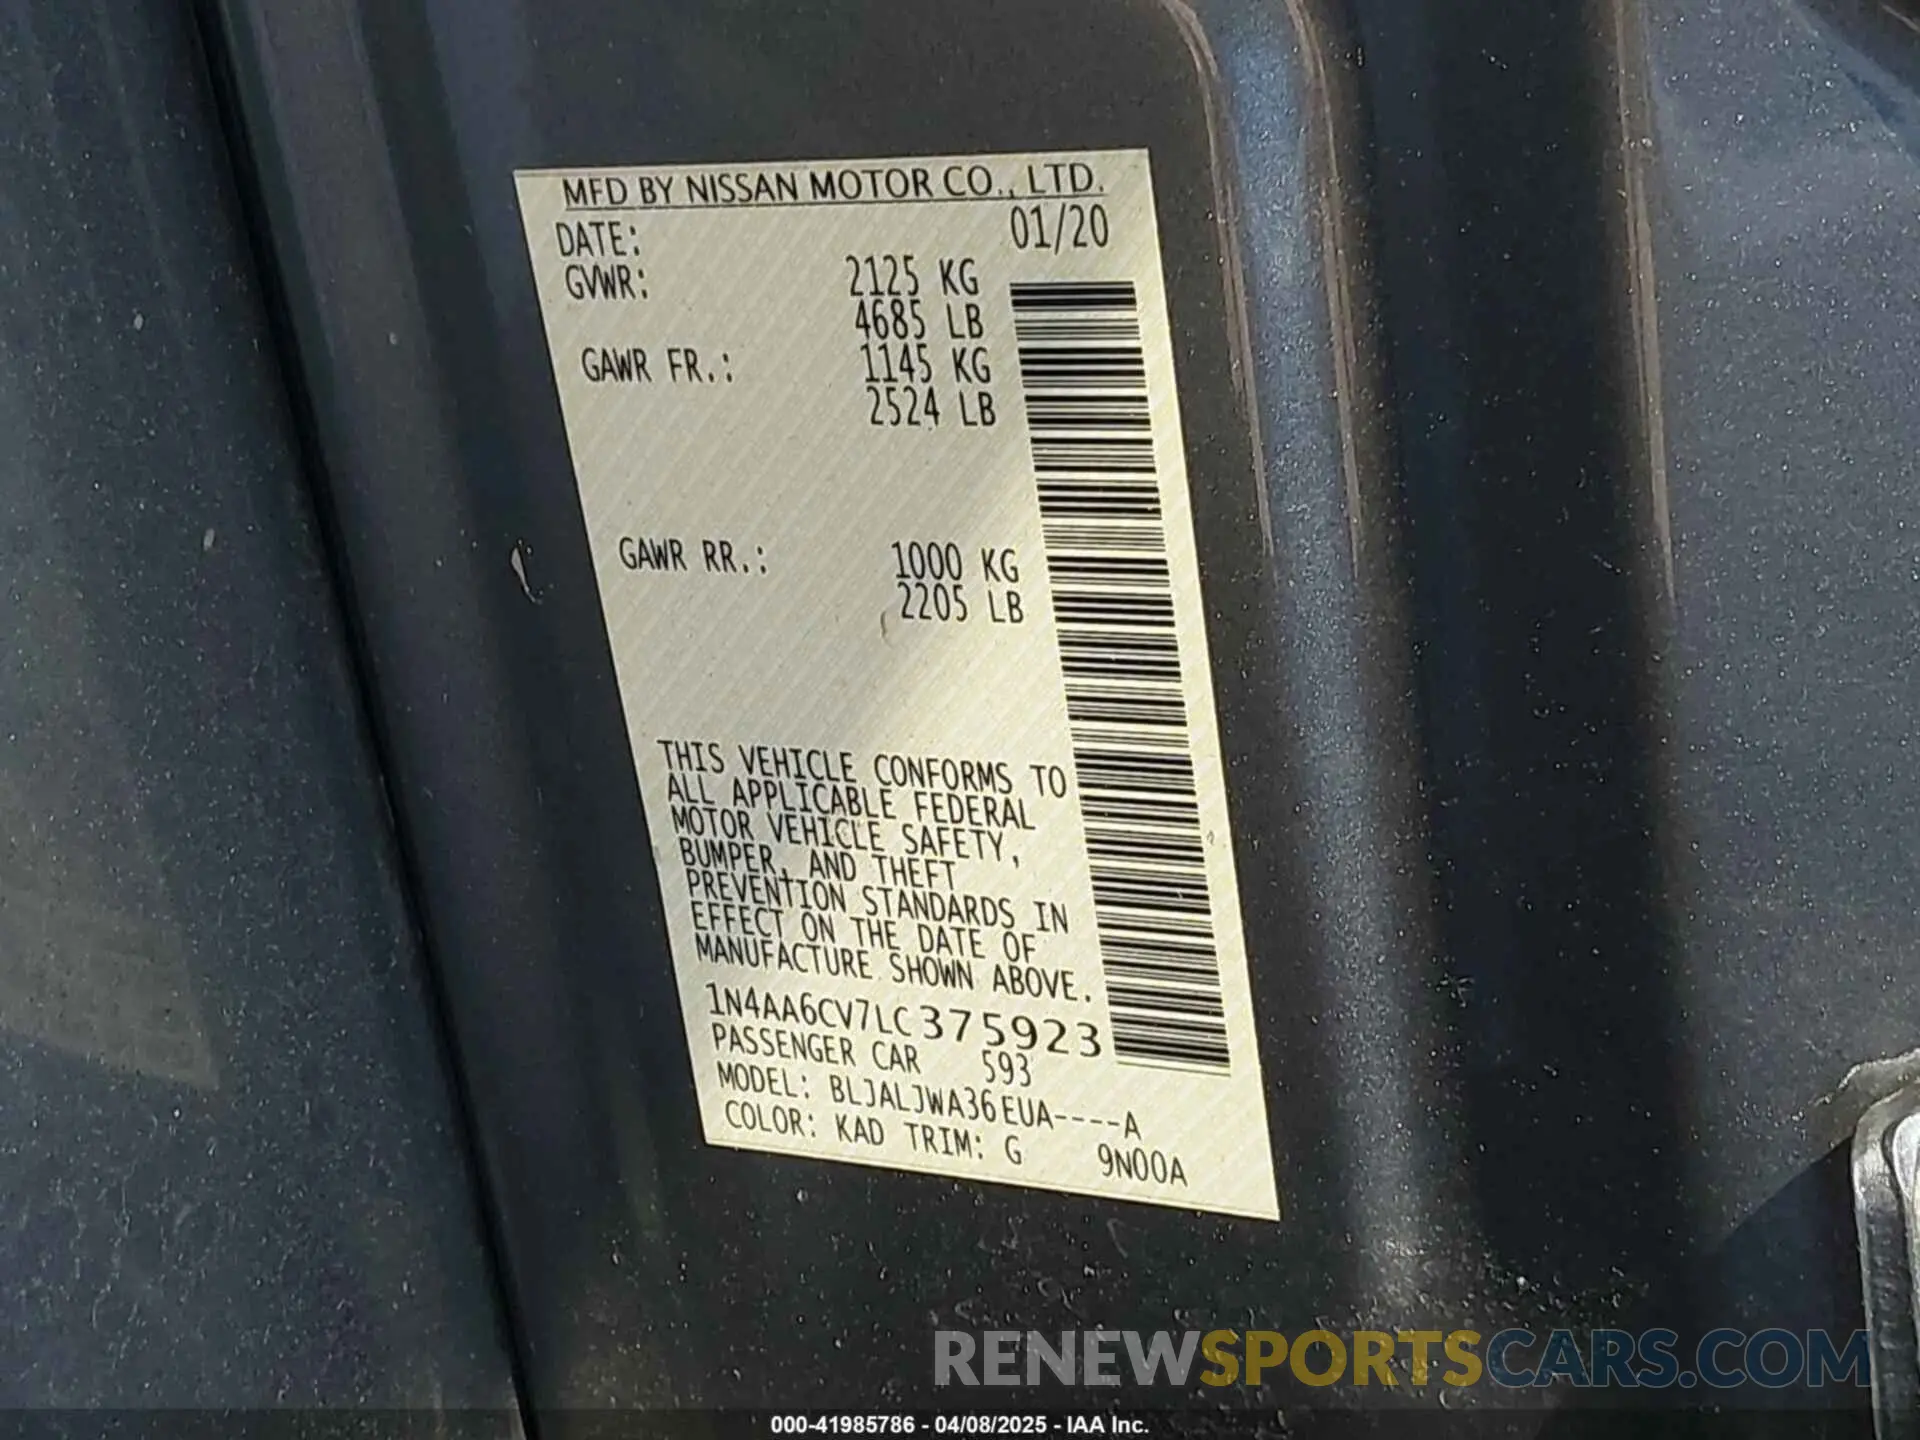 MFD BY NISSAN MOTOR CO., LTD.
DATE: 01/20
GVWR: 2125 KG
4685 LB
GAWR FR.: 1145 KG
2524 LB
GAWR RR.: 1000 KG
2205 LB
THIS VEHICLE CONFORMS TO
ALL APPLICABLE FEDERAL
MOTOR VEHICLE SAFETY,
BUMPER, AND THEFT
PREVENTION STANDARDS IN
EFFECT ON THE DATE OF
MANUFACTURE SHOWN ABOVE.
1N4AA6CV7LC375923
PASSENGER CAR 593
MODEL: BLJALJWA36EUA----A
COLOR: KAD TRIM: G 9N00A
RENEWSPORTSCARS.COM
000-41985786 - 04/08/2025 - IAA Inc.